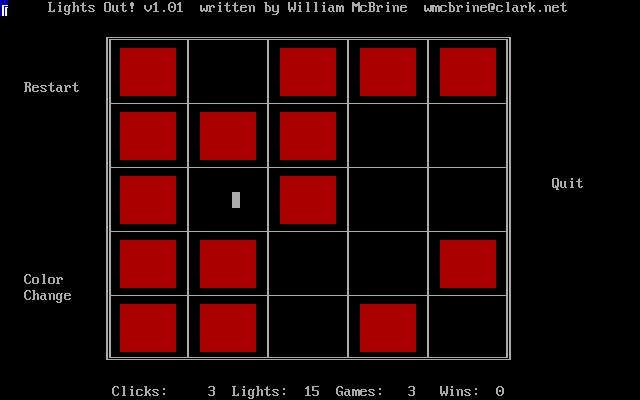 Lights Out! v1.01  written by William McBrine  wmcbrine@clark.net
Restart
Quit
Color
Change
Clicks:     3  Lights:  15  Games:   3   Wins:  0